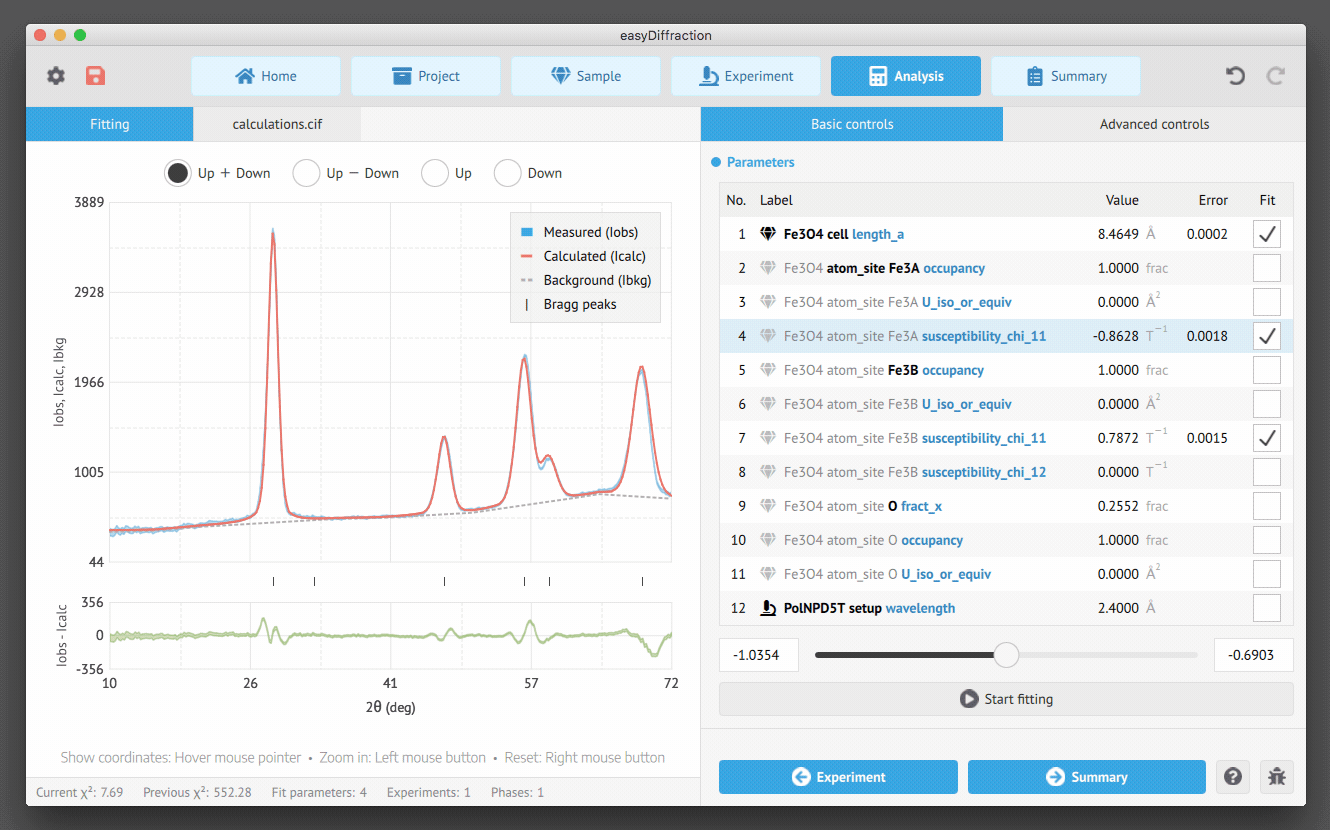 easyDiffraction
Home Project Sample Experiment Analysis Summary
Fitting calculations.cif Basic controls Advanced controls
Up + Down Up − Down Up Down
Parameters
No. Label Value Error Fit
1 Fe3O4 cell length_a 8.4649 Å 0.0002
2 Fe3O4 atom_site Fe3A occupancy 1.0000 frac
3 Fe3O4 atom_site Fe3A U_iso_or_equiv 0.0000 Å²
4 Fe3O4 atom_site Fe3A susceptibility_chi_11 -0.8628 T⁻¹ 0.0018
5 Fe3O4 atom_site Fe3B occupancy 1.0000 frac
6 Fe3O4 atom_site Fe3B U_iso_or_equiv 0.0000 Å²
7 Fe3O4 atom_site Fe3B susceptibility_chi_11 0.7872 T⁻¹ 0.0015
8 Fe3O4 atom_site Fe3B susceptibility_chi_12 0.0000 T⁻¹
9 Fe3O4 atom_site O fract_x 0.2552 frac
10 Fe3O4 atom_site O occupancy 1.0000 frac
11 Fe3O4 atom_site O U_iso_or_equiv 0.0000 Å²
12 PolNPD5T setup wavelength 2.4000 Å
-1.0354 -0.6903
Start fitting
Experiment Summary
Measured (Iobs)
Calculated (Icalc)
Background (Ibkg)
Bragg peaks
Iobs, Icalc, Ibkg
3889
2928
1966
1005
44
Iobs - Icalc
356
0
-356
10 26 41 57 72
2θ (deg)
Show coordinates: Hover mouse pointer • Zoom in: Left mouse button • Reset: Right mouse button
Current χ²: 7.69 Previous χ²: 552.28 Fit parameters: 4 Experiments: 1 Phases: 1